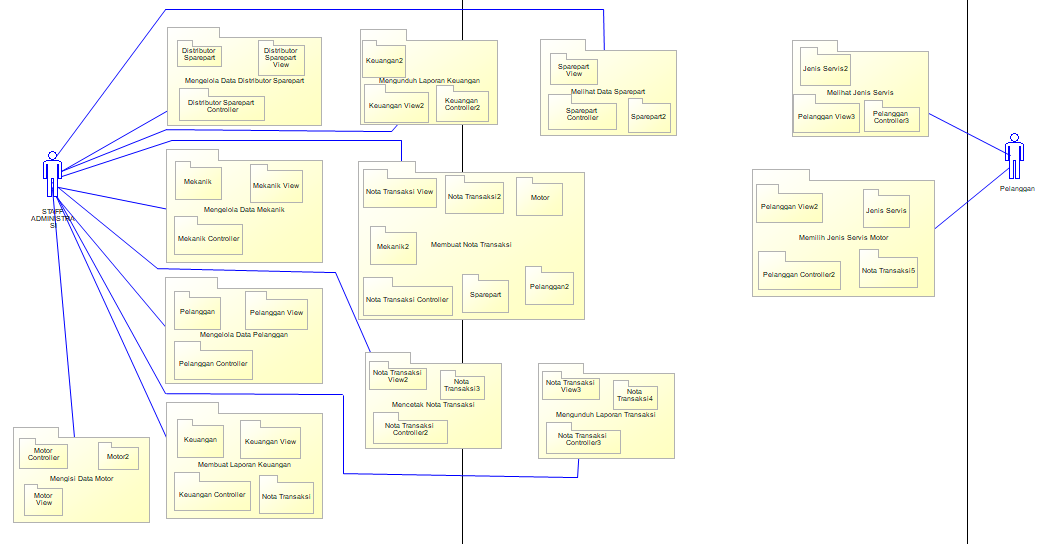 Distributor
Sparepart
Distributor
Sparepart
View
Mengelola Data Distributor Sparepart
Distributor Sparepart
Controller
Keuangan2
Mengunduh Laporan Keuangan
Keuangan View2
Keuangan
Controller2
Sparepart
View
Melihat Data Sparepart
Sparepart
Controller
Sparepart2
Jenis Servis2
Melihat Jenis Servis
Pelanggan View3
Pelanggan
Controller3
STAFF
ADMINISTRA
SI
Pelanggan
Mekanik
Mekanik View
Mengelola Data Mekanik
Mekanik Controller
Nota Transaksi View
Nota Transaksi2
Motor
Mekanik2
Membuat Nota Transaksi
Nota Transaksi Controller
Sparepart
Pelanggan2
Pelanggan View2
Jenis Servis
Memilih Jenis Servis Motor
Pelanggan Controller2
Nota Transaksi5
Pelanggan
Pelanggan View
Mengelola Data Pelanggan
Pelanggan Controller
Nota Transaksi
View2
Nota
Transaksi3
Mencetak Nota Transaksi
Nota Transaksi
Controller2
Nota Transaksi
View3
Nota
Transaksi4
Mengunduh Laporan Transaksi
Nota Transaksi
Controller3
Motor
Controller
Motor2
Mengisi Data Motor
Motor
View
Keuangan
Keuangan View
Membuat Laporan Keuangan
Keuangan Controller
Nota Transaksi